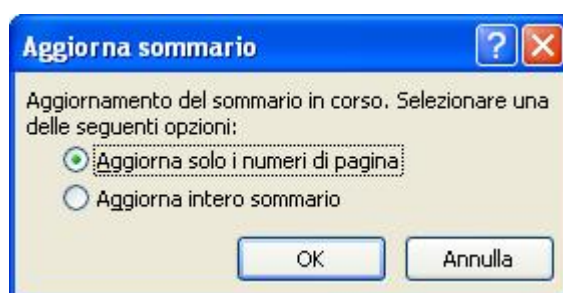 Aggiorna sommario
Aggiornamento del sommario in corso. Selezionare una
delle seguenti opzioni:
Aggiorna solo i numeri di pagina
Aggiorna intero sommario
OK Annulla